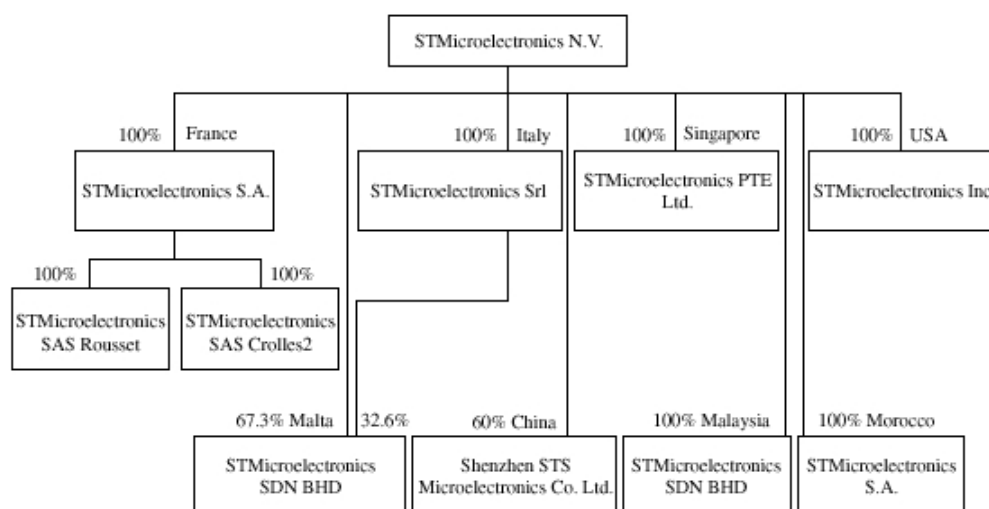 STMicroelectronics N.V.
100% France
100% Italy
100% Singapore
100% USA
STMicroelectronics S.A.
STMicroelectronics Srl
STMicroelectronics PTE
Ltd.
STMicroelectronics Inc
100%
100%
STMicroelectronics
SAS Rousset
STMicroelectronics
SAS Crolles2
67.3% Malta
32.6%
60% China
100% Malaysia
100% Morocco
STMicroelectronics
SDN BHD
Shenzhen STS
Microelectronics Co. Ltd.
STMicroelectronics
SDN BHD
STMicroelectronics
S.A.